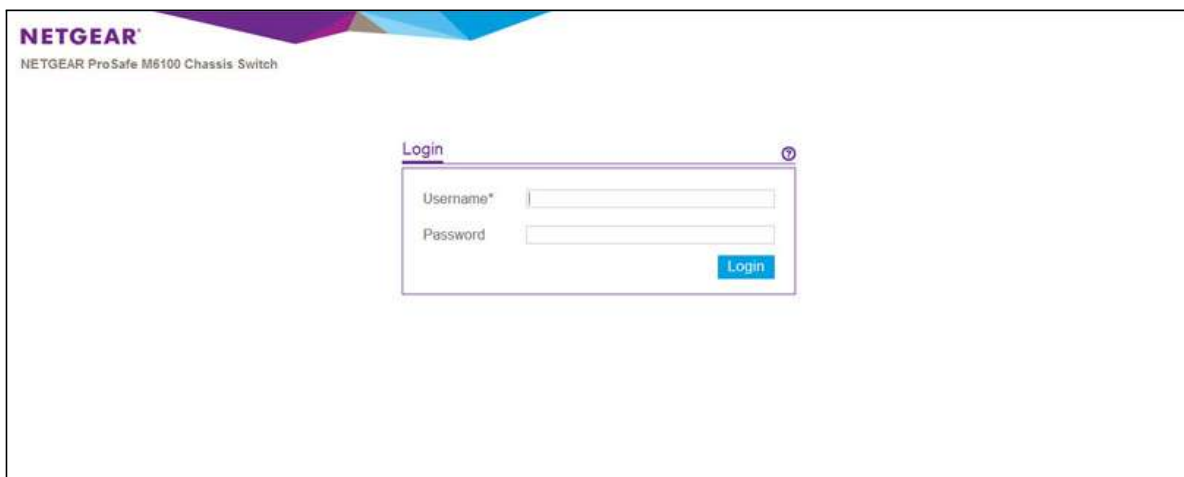 NETGEAR®
NETGEAR ProSafe M6100 Chassis Switch
Login
?
Username*
Password
Login